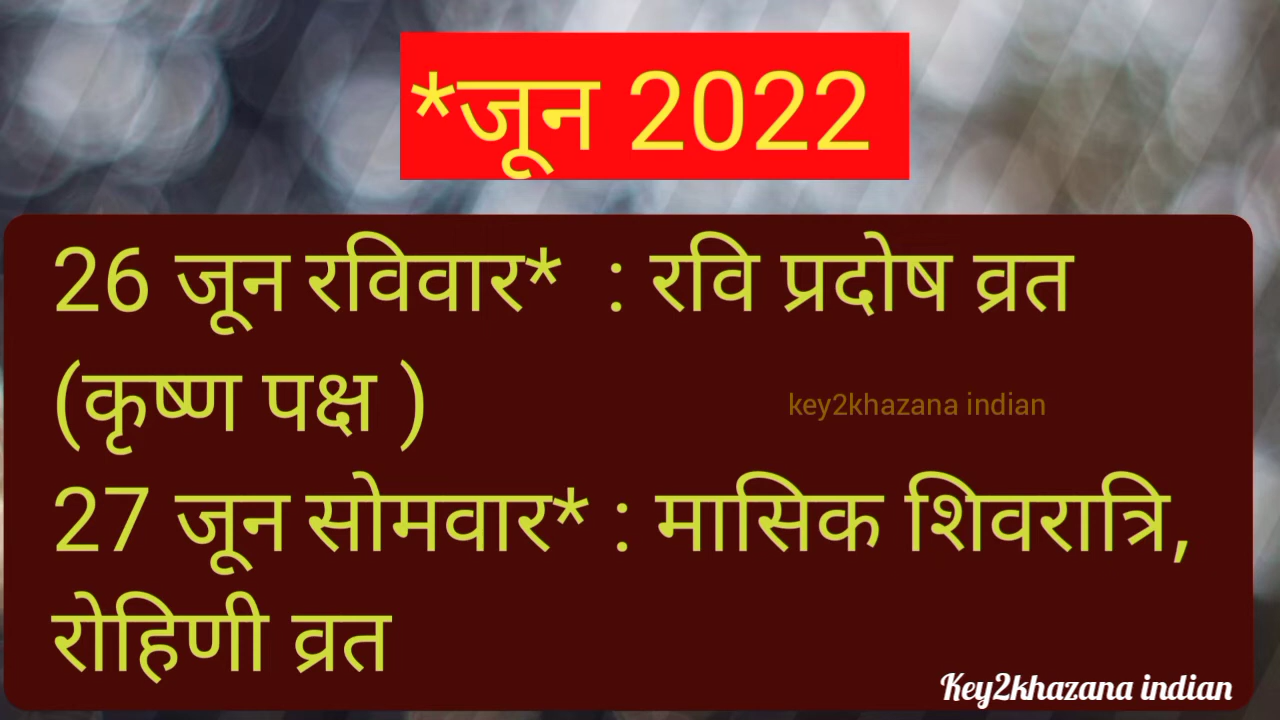 *जून 2022
26 जून रविवार* : रवि प्रदोष व्रत
(कृष्ण पक्ष )
key2khazana indian
27 जून सोमवार* : मासिक शिवरात्रि,
रोहिणी व्रत
Key2khazana indian